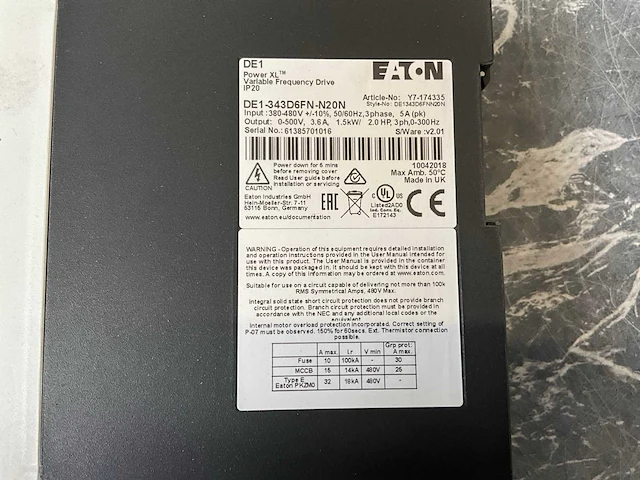 DE1
Power XL™
Variable Frequency Drive
IP20
EATON
Article-No: Y7-174335
DE1-343D6FN-N20N
Style-No: DE1343D6FNN20N
Input :380-480V +/-10%, 50/60Hz,3phase, 5A (pk)
Output: 0-500V, 3.6A, 1.5kW/ 2.0 HP, 3ph,0-300Hz
Serial No.: 61385701016 S/Ware :v2.01
Power down for 5 mins
before removing cover
Read User guide before
Installation or servicing
CAUTION
10042018
Max Amb. 50°C
Made in UK
Eaton Industries GmbH
Hein-Moeller-Str. 7-11
53115 Bonn, Germany
www.eaton.eu/documentation
EAC
C UL US
Listed 2AD0
Ind. Cont. Eq.
E172143
CE
WARNING - Operation of this equipment requires detailed installation
and operation instructions provided in the User Manual intended for
use with this product. The User Manual is provided in the container
this device was packaged in. It should be kept with this device at all
times. A copy of this information may be ordered at www.eaton.com.
Suitable for use on a circuit capable of delivering not more than 100k
RMS Symmetrical Amps, 480V Max.
Integral solid state short circuit protection does not provide branch
circuit protection. Branch circuit protection must be provided in
accordance with the NEC and any additional local codes or the
equivalent
Internal motor overload protection incorporated. Correct setting of
P-07 must be observed. 150% for 60secs. Ext. Thermistor connection
possible.
A max. I.r V min Grp prot: A max.
Fuse 10 100kA - 30
MCCB 15 14kA 480V 25
Type E Eaton PKZM0 32 18kA 480V -